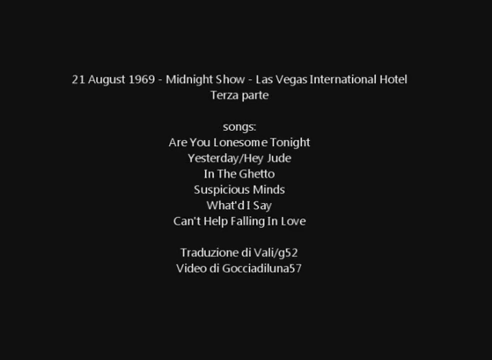 21 August 1969 - Midnight Show - Las Vegas International Hotel
Terza parte
songs:
Are You Lonesome Tonight
Yesterday/Hey Jude
In The Ghetto
Suspicious Minds
What'd I Say
Can't Help Falling In Love
Traduzione di Vali/g52
Video di Gocciadiluna57